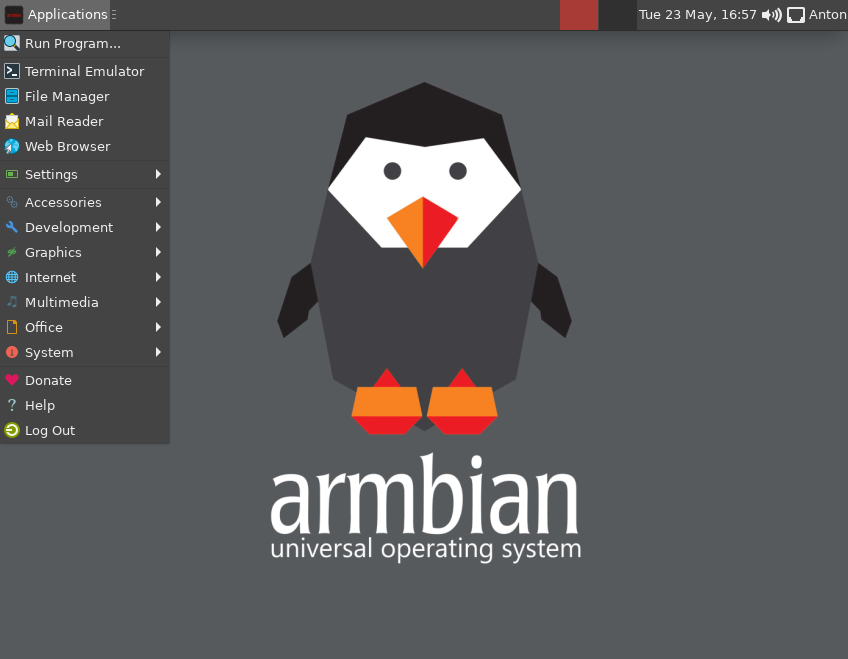 Applications
Tue 23 May, 16:57
Anton
Run Program...
Terminal Emulator
File Manager
Mail Reader
Web Browser
Settings
Accessories
Development
Graphics
Internet
Multimedia
Office
System
Donate
Help
Log Out
armbian
universal operating system